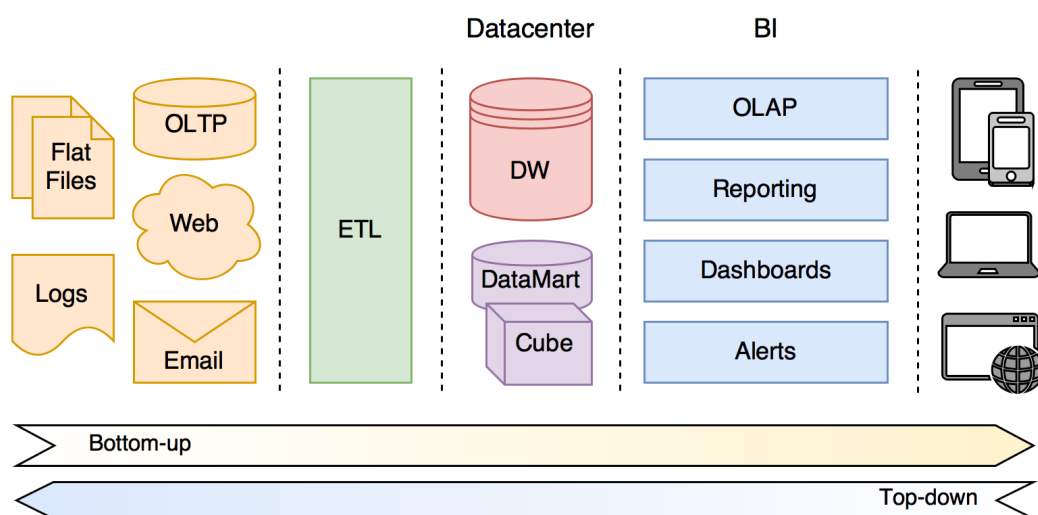 Datacenter
BI
Flat
Files
OLTP
Web
Logs
Email
ETL
DW
DataMart
Cube
OLAP
Reporting
Dashboards
Alerts
Bottom-up
Top-down